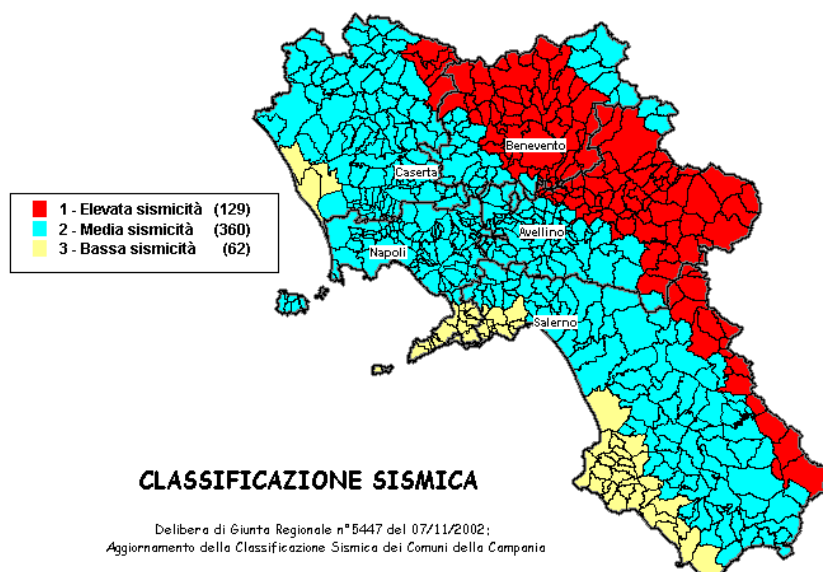 Benevento
Caserta
1 - Elevata sismicità (129)
2 - Media sismicità (360)
3 - Bassa sismicità (62)
Avellino
Napoli
Salerno
CLASSIFICAZIONE SISMICA
Delibera di Giunta Regionale n°5447 del 07/11/2002;
Aggiornamento della Classificazione Sismica dei Comuni della Campania